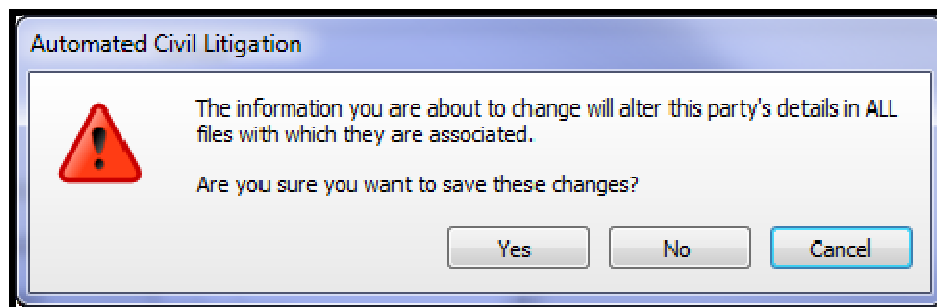 Automated Civil Litigation
The information you are about to change will alter this party's details in ALL
files with which they are associated.
Are you sure you want to save these changes?
Yes No Cancel